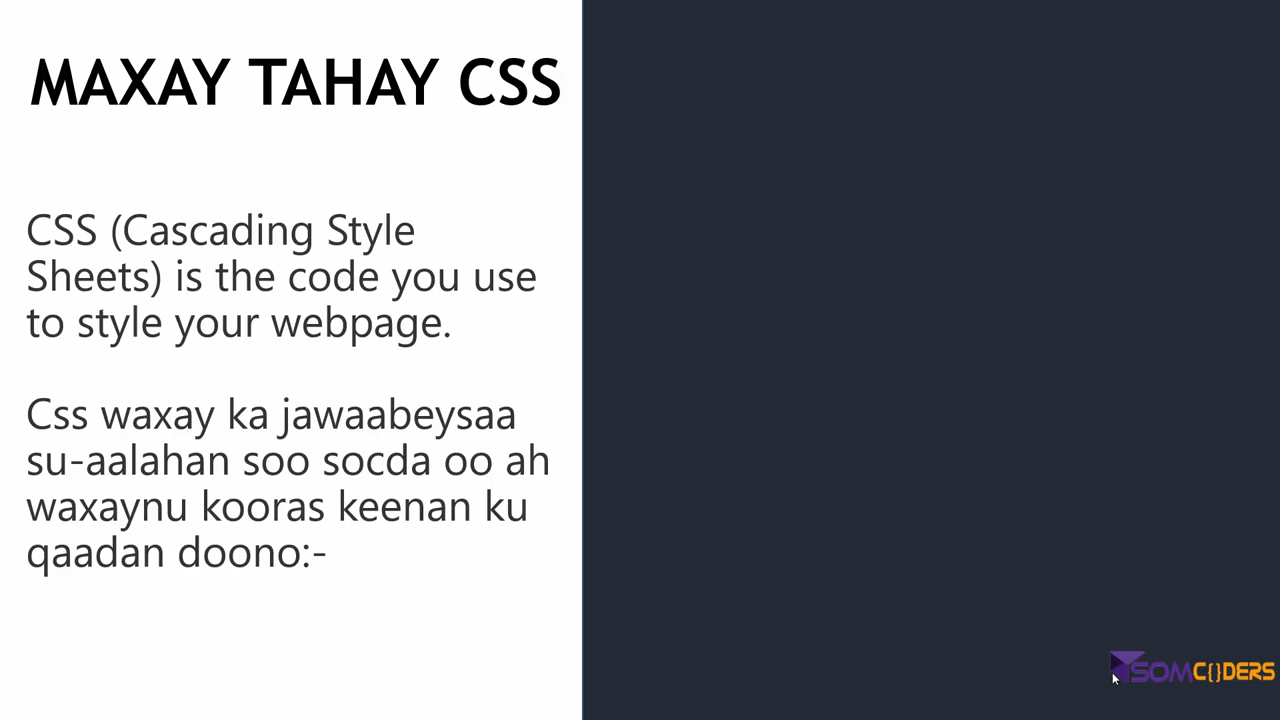 MAXAY TAHAY CSS
CSS (Cascading Style
Sheets) is the code you use
to style your webpage.
Css waxay ka jawaabeysaa
su-aalahan soo socda oo ah
waxaynu kooras keenan ku
qaadan doono:-
SOMC{}DERS